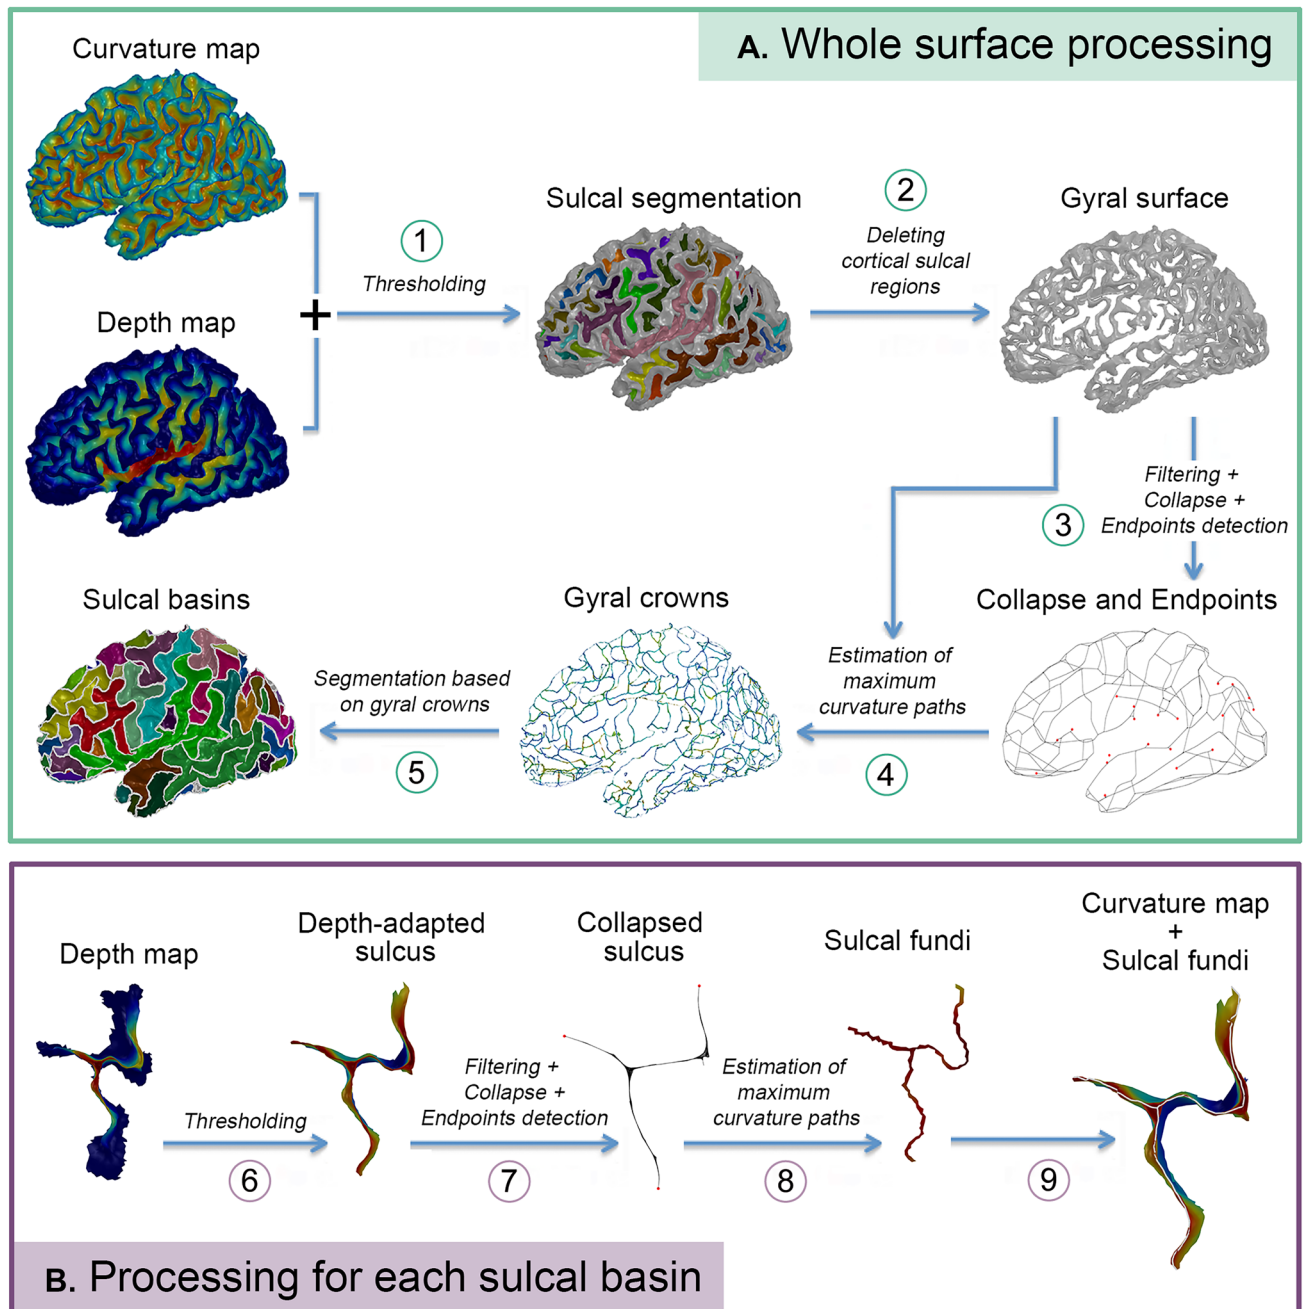 A. Whole surface processing
Curvature map
Depth map
+
1
Thresholding
Sulcal segmentation
2
Deleting
cortical sulcal
regions
Gyral surface
3
Filtering +
Collapse +
Endpoints detection
Collapse and Endpoints
Estimation of
maximum
curvature paths
4
Gyral crowns
Segmentation based
on gyral crowns
5
Sulcal basins
Depth map
Thresholding
6
Depth-adapted
sulcus
Filtering +
Collapse +
Endpoints detection
7
Collapsed
sulcus
Estimation of
maximum
curvature paths
8
Sulcal fundi
9
Curvature map
+
Sulcal fundi
B. Processing for each sulcal basin